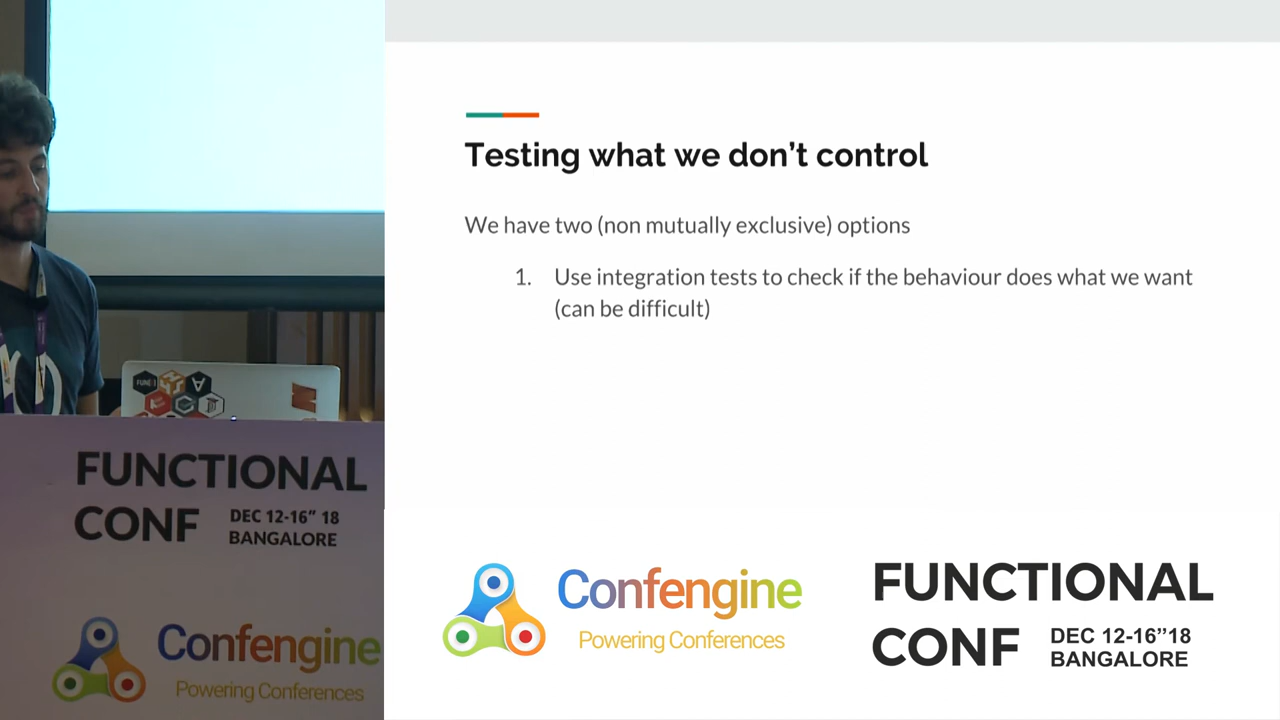 Testing what we don't control
We have two (non mutually exclusive) options
1. Use integration tests to check if the behaviour does what we want
(can be difficult)
FUNCTIONAL
CONF DEC 12-16" 18
BANGALORE
Confengine
Powering Conferences
Confengine
Powering Conferences
FUNCTIONAL
CONF DEC 12-16"18
BANGALORE